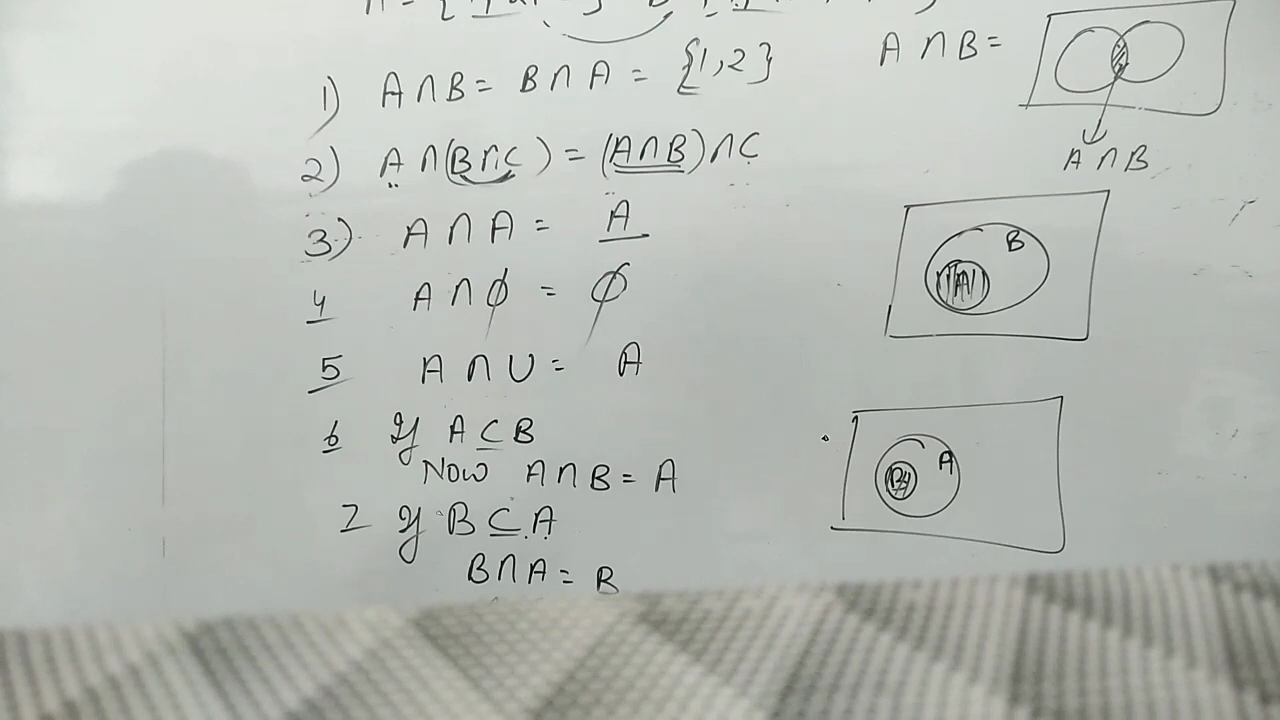 1) A∩B = B∩A = {1,2}
A∩B =
A∩B
2) A∩(B∩C) = (A∩B)∩C
3) A∩A = A
4 A∩ϕ = ϕ
5 A∩U = A
6 If A⊆B
Now A∩B = A
7 If B⊆A
B∩A = B
B
A
A
B